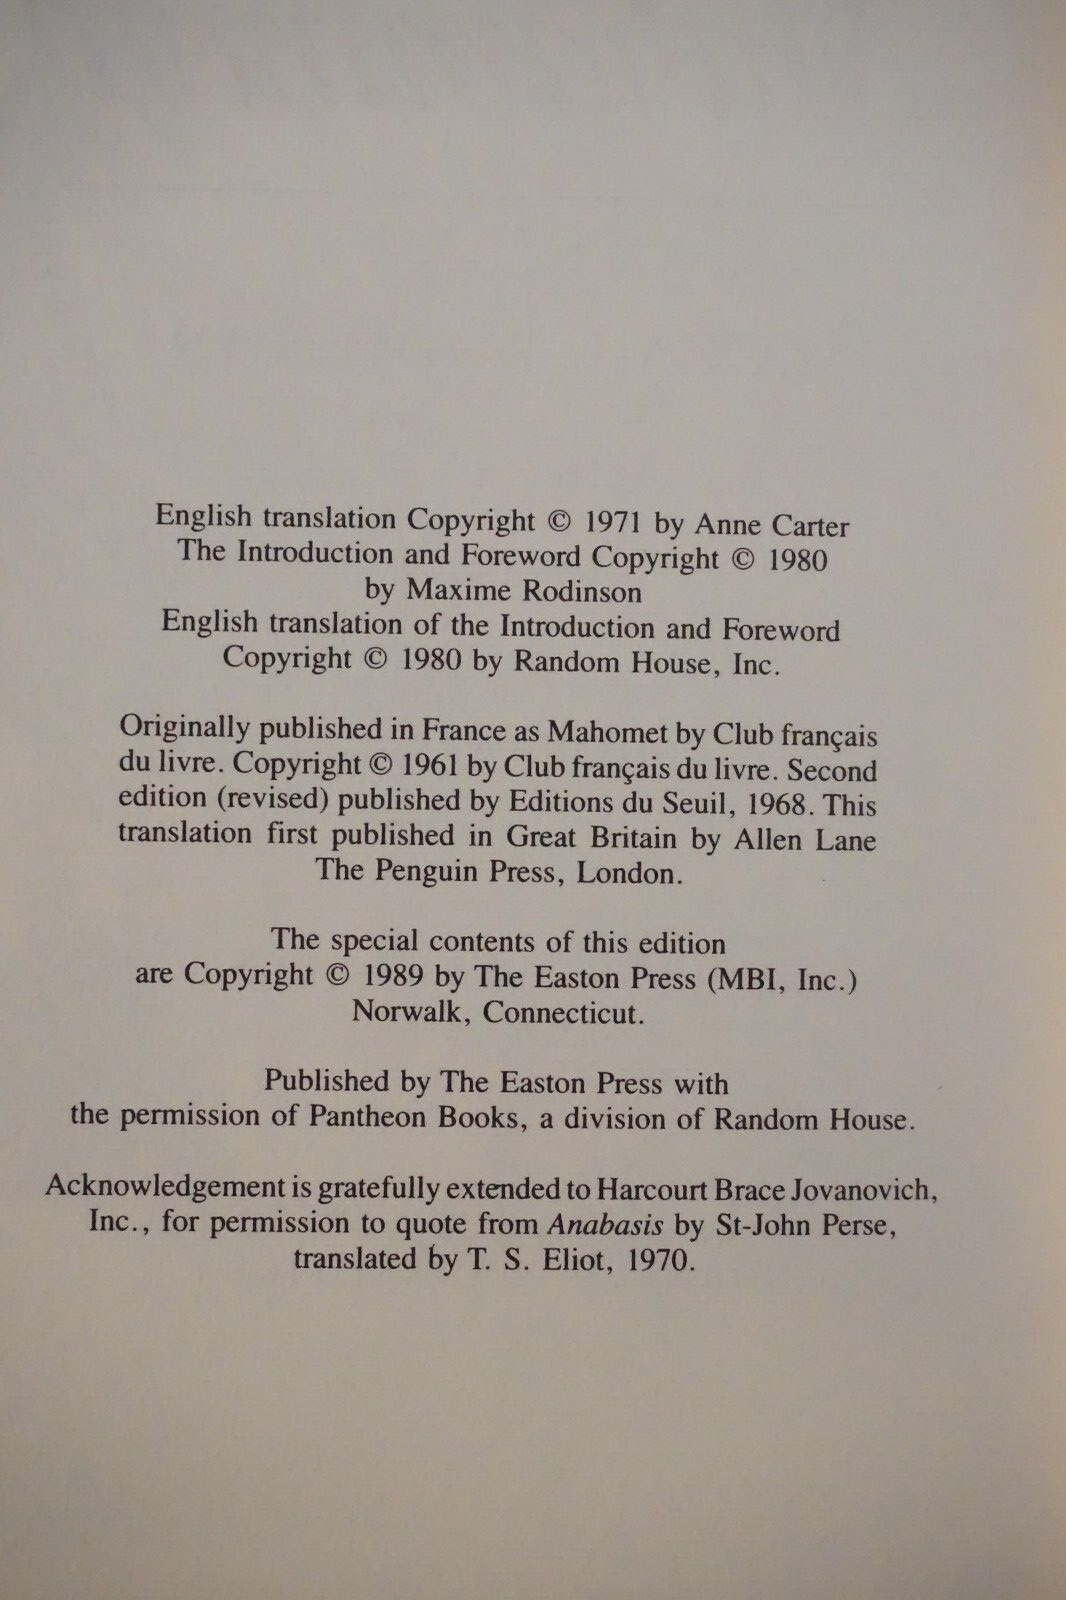 English translation Copyright © 1971 by Anne Carter
The Introduction and Foreword Copyright © 1980
by Maxime Rodinson
English translation of the Introduction and Foreword
Copyright © 1980 by Random House, Inc.
Originally published in France as Mahomet by Club français
du livre. Copyright © 1961 by Club français du livre. Second
edition (revised) published by Editions du Seuil, 1968. This
translation first published in Great Britain by Allen Lane
The Penguin Press, London.
The special contents of this edition
are Copyright © 1989 by The Easton Press (MBI, Inc.)
Norwalk, Connecticut.
Published by The Easton Press with
the permission of Pantheon Books, a division of Random House.
Acknowledgement is gratefully extended to Harcourt Brace Jovanovich,
Inc., for permission to quote from Anabasis by St-John Perse,
translated by T. S. Eliot, 1970.